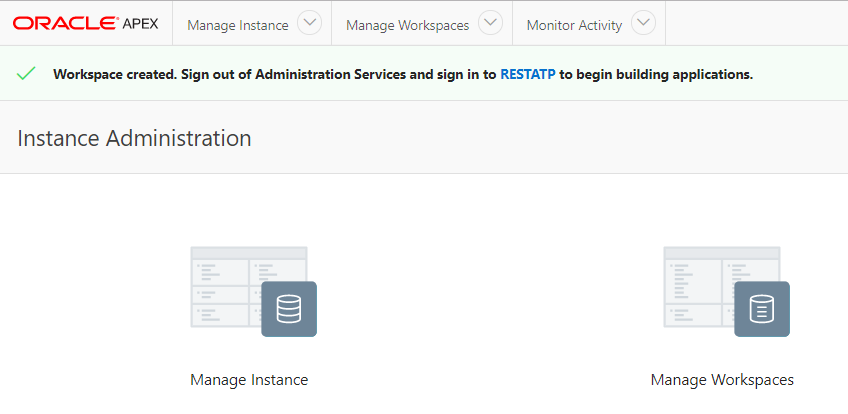 ORACLE APEX Manage Instance Manage Workspaces Monitor Activity
Workspace created. Sign out of Administration Services and sign in to RESTATP to begin building applications.
Instance Administration
Manage Instance Manage Workspaces